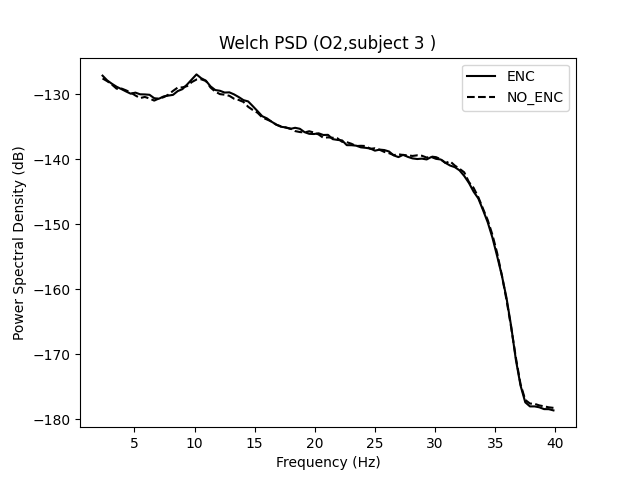 Welch PSD (O2,subject 3 )
ENC
NO_ENC
Power Spectral Density (dB)
−130
−140
−150
−160
−170
−180
5 10 15 20 25 30 35 40
Frequency (Hz)